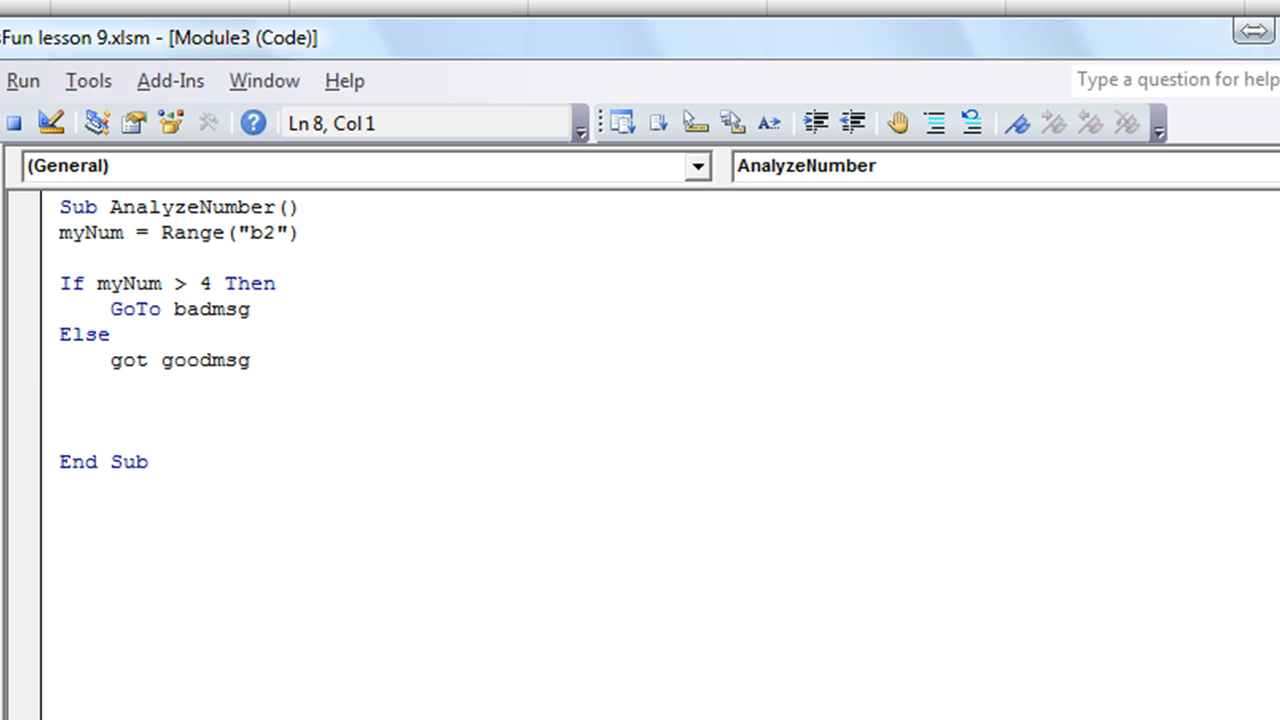 sFun lesson 9.xlsm - [Module3 (Code)]
Run Tools Add-Ins Window Help
Type a question for help
Ln 8, Col 1
(General) AnalyzeNumber
Sub AnalyzeNumber()
myNum = Range("b2")
If myNum > 4 Then
GoTo badmsg
Else
got goodmsg
End Sub